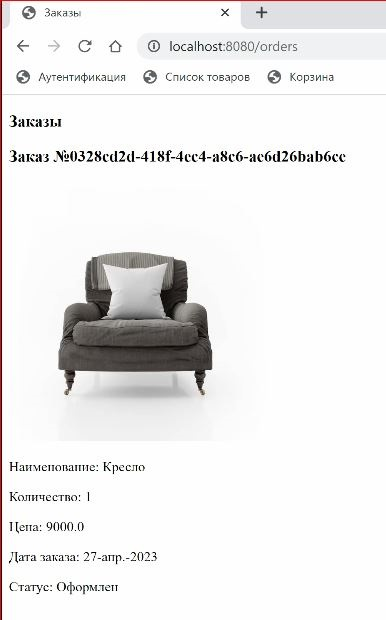 Заказы
localhost:8080/orders
Аутентификация Список товаров Корзина
Заказы
Заказ №0328cd2d-418f-4cc4-a8c6-ac6d26bab6cc
Наименование: Кресло
Количество: 1
Цена: 9000.0
Дата заказа: 27-апр.-2023
Статус: Оформлен